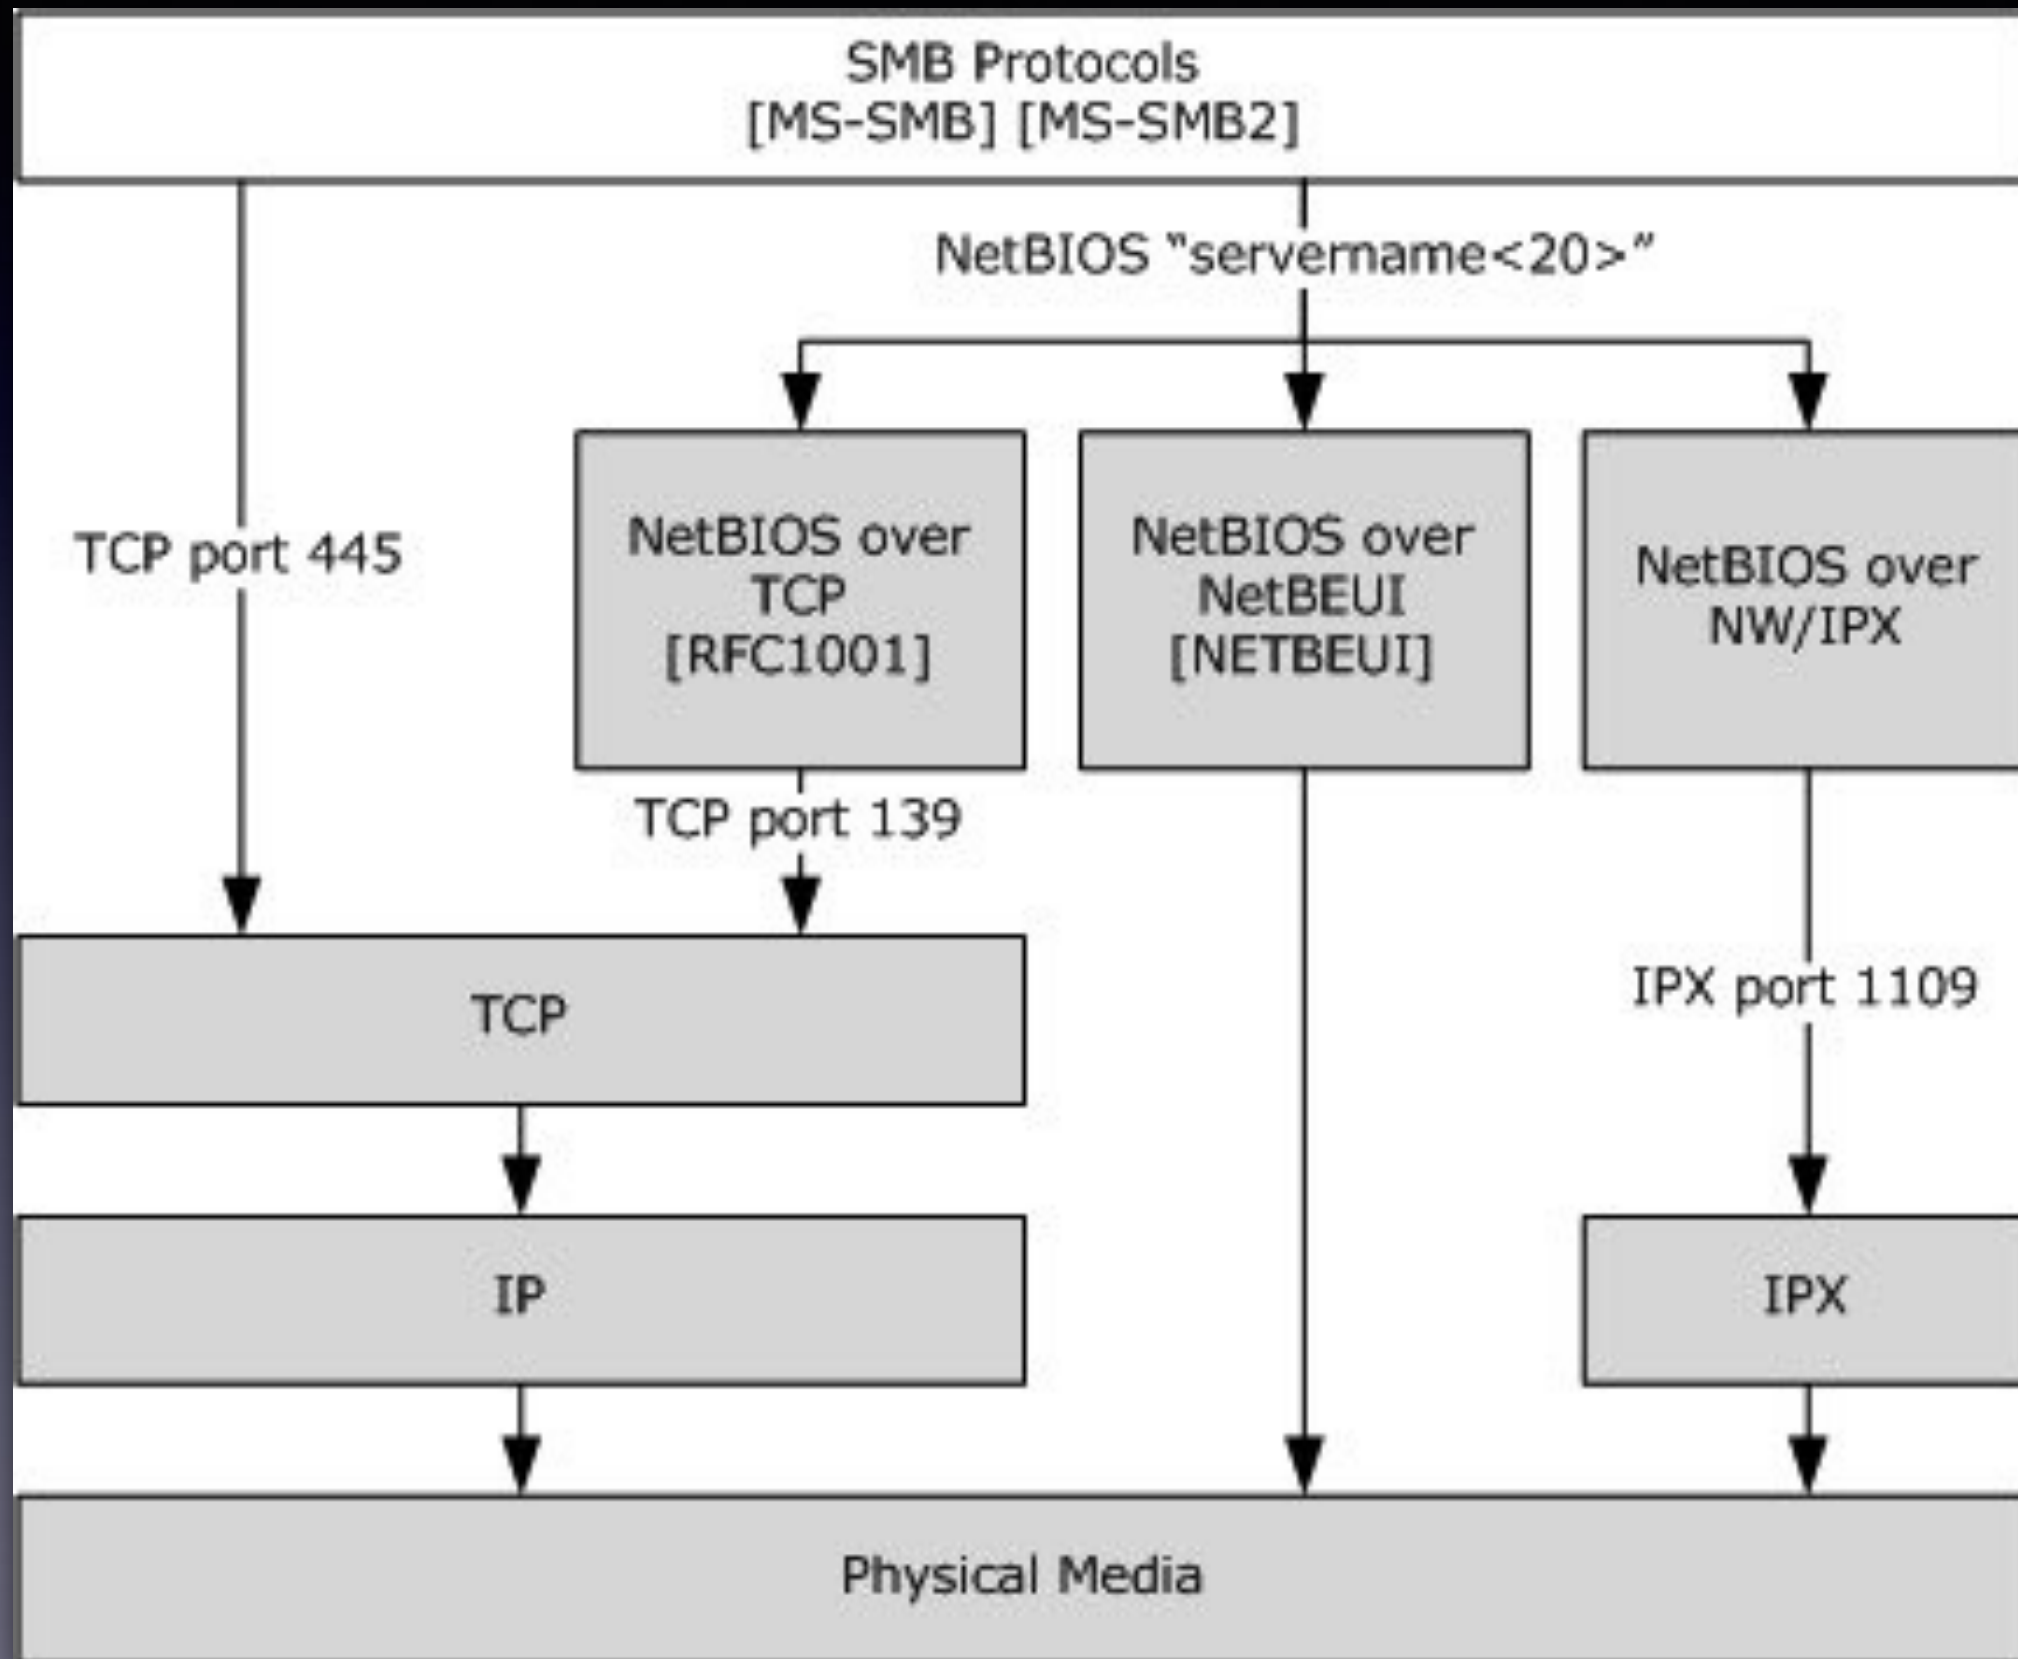 SMB Protocols
[MS-SMB] [MS-SMB2]
NetBIOS “servername<20>”
TCP port 445
NetBIOS over
TCP
[RFC1001]
NetBIOS over
NetBEUI
[NETBEUI]
NetBIOS over
NW/IPX
TCP port 139
TCP
IPX port 1109
IP
IPX
Physical Media